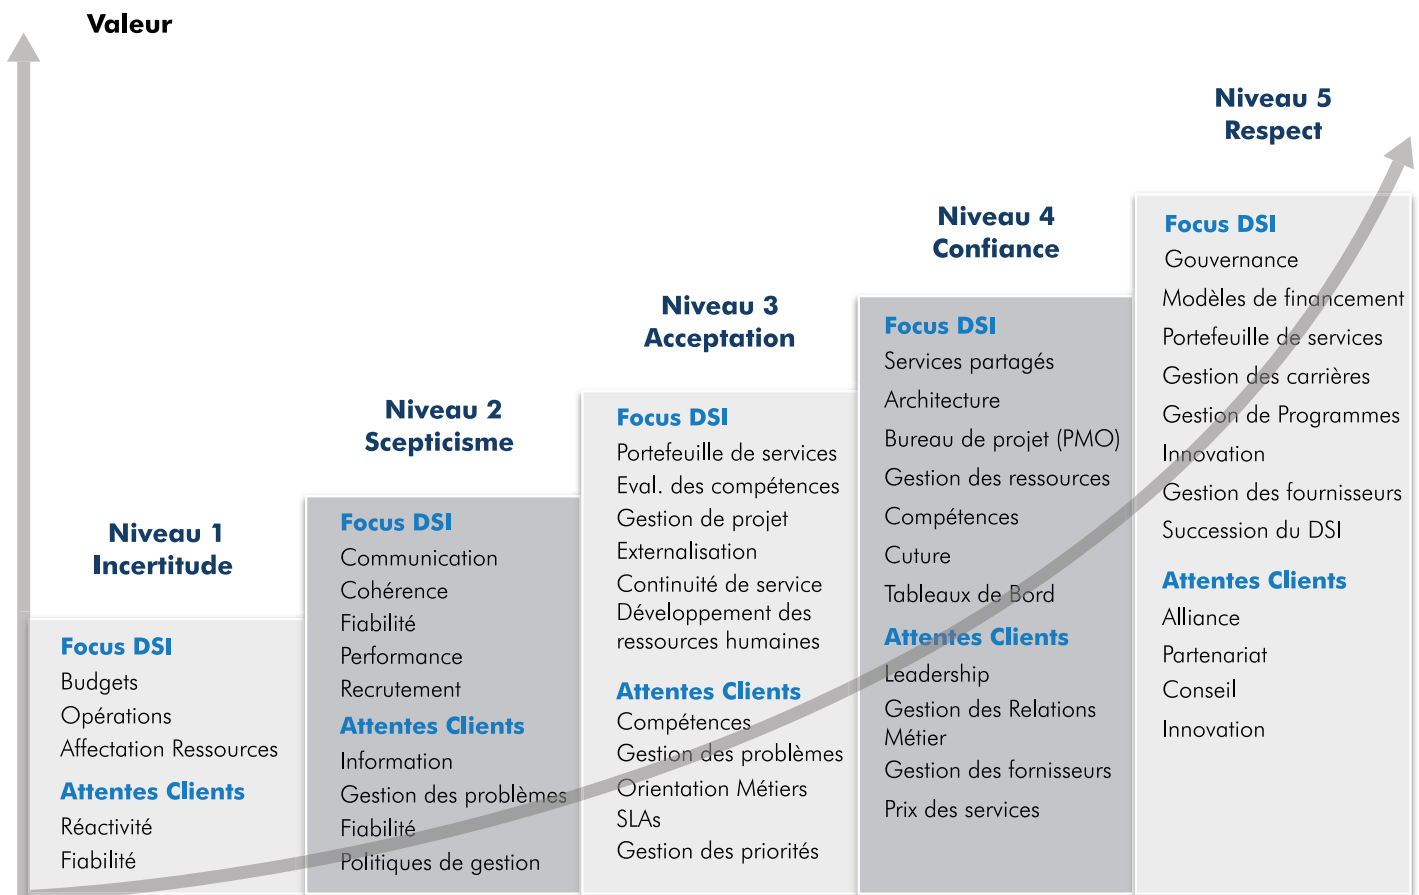 Valeur
Niveau 1
Incertitude
Focus DSI
Budgets
Opérations
Affectation Ressources
Attentes Clients
Réactivité
Fiabilité
Niveau 2
Scepticisme
Focus DSI
Communication
Cohérence
Fiabilité
Performance
Recrutement
Attentes Clients
Information
Gestion des problèmes
Fiabilité
Politiques de gestion
Niveau 3
Acceptation
Focus DSI
Portefeuille de services
Eval. des compétences
Gestion de projet
Externalisation
Continuité de service
Développement des
ressources humaines
Attentes Clients
Compétences
Gestion des problèmes
Orientation Métiers
SLAs
Gestion des priorités
Niveau 4
Confiance
Focus DSI
Services partagés
Architecture
Bureau de projet (PMO)
Gestion des ressources
Compétences
Cuture
Tableaux de Bord
Attentes Clients
Leadership
Gestion des Relations
Métier
Gestion des fornisseurs
Prix des services
Niveau 5
Respect
Focus DSI
Gouvernance
Modèles de financement
Portefeuille de services
Gestion des carrières
Gestion de Programmes
Innovation
Gestion des fournisseurs
Succession du DSI
Attentes Clients
Alliance
Partenariat
Conseil
Innovation